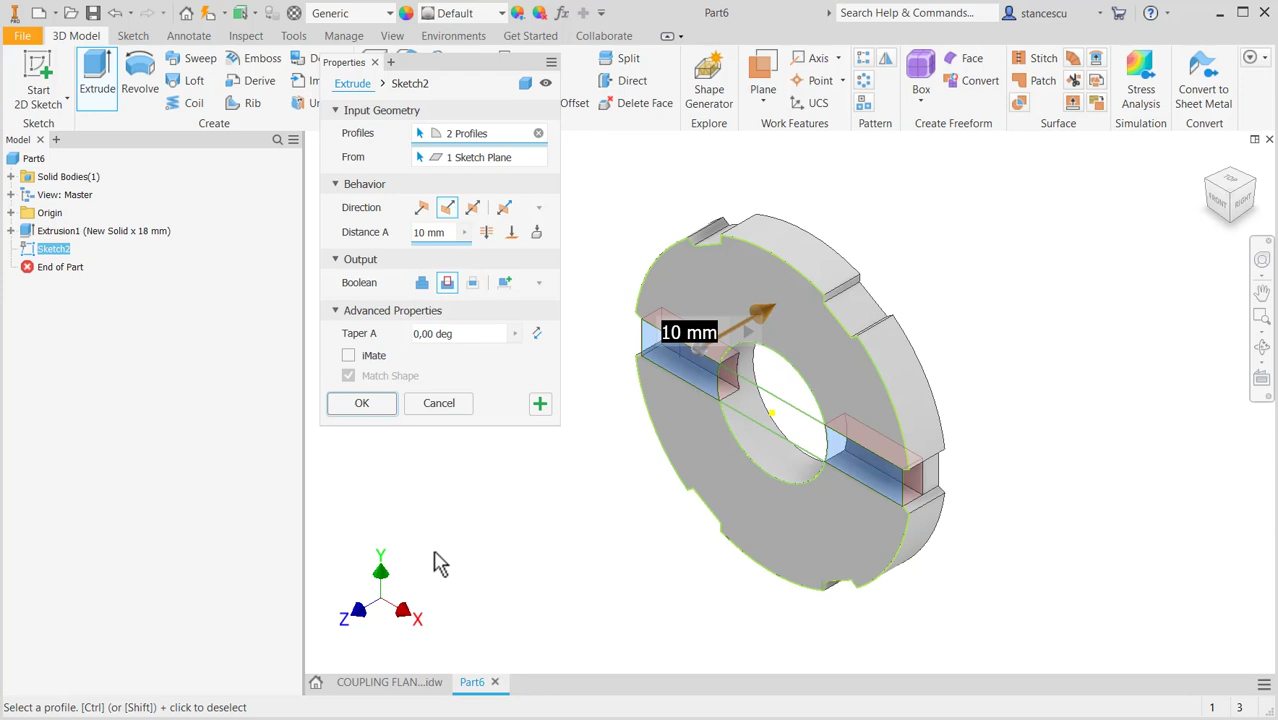 Generic
Default
Part6
Search Help & Commands...
stancescu
PRO
File
3D Model
Sketch
Annotate
Inspect
Tools
Manage
View
Environments
Get Started
Collaborate
Start
2D Sketch
Sketch
Extrude
Revolve
Sweep
Loft
Coil
Emboss
Derive
Rib
Create
Split
Direct
Offset
Delete Face
Shape
Generator
Explore
Plane
Axis
Point
UCS
Work Features
Pattern
Box
Face
Convert
Create Freeform
Stitch
Patch
Surface
Stress
Analysis
Simulation
Convert to
Sheet Metal
Convert
Model
Part6
Solid Bodies(1)
View: Master
Origin
Extrusion1 (New Solid x 18 mm)
Sketch2
End of Part
Properties
Extrude
Sketch2
Input Geometry
Profiles
2 Profiles
From
1 Sketch Plane
Behavior
Direction
Distance A
10 mm
Output
Boolean
Advanced Properties
Taper A
0,00 deg
iMate
Match Shape
OK
Cancel
10 mm
TOP
FRONT
RIGHT
Y
Z
X
COUPLING FLAN...idw
Part6
Select a profile. [Ctrl] (or [Shift]) + click to deselect
1
3